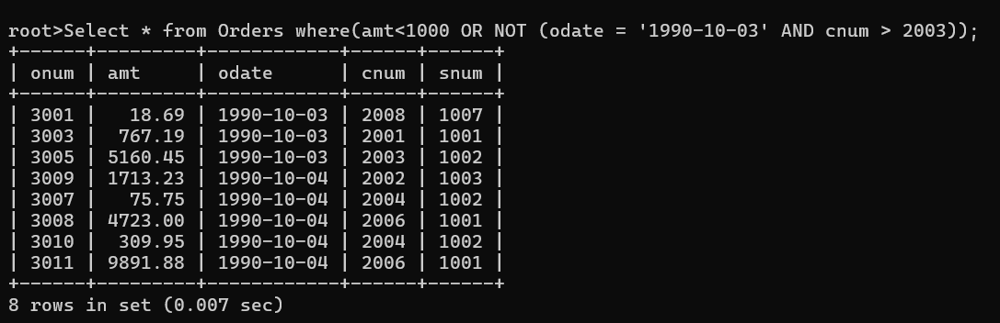 root>Select * from Orders where(amt<1000 OR NOT (odate = '1990-10-03' AND cnum > 2003));
+------+---------+------------+------+------+
| onum | amt     | odate      | cnum | snum |
+------+---------+------------+------+------+
| 3001 |   18.69 | 1990-10-03 | 2008 | 1007 |
| 3003 |  767.19 | 1990-10-03 | 2001 | 1001 |
| 3005 | 5160.45 | 1990-10-03 | 2003 | 1002 |
| 3009 | 1713.23 | 1990-10-04 | 2002 | 1003 |
| 3007 |   75.75 | 1990-10-04 | 2004 | 1002 |
| 3008 | 4723.00 | 1990-10-04 | 2006 | 1001 |
| 3010 |  309.95 | 1990-10-04 | 2004 | 1002 |
| 3011 | 9891.88 | 1990-10-04 | 2006 | 1001 |
+------+---------+------------+------+------+
8 rows in set (0.007 sec)